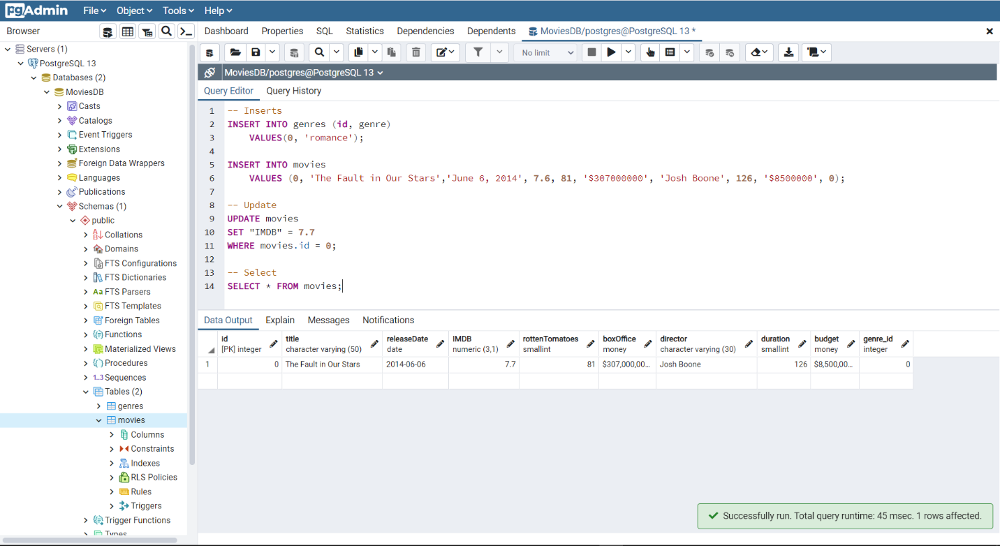 pgAdmin File Object Tools Help
Browser
Dashboard Properties SQL Statistics Dependencies Dependents MoviesDB/postgres@PostgreSQL 13 *
Servers (1)
PostgreSQL 13
Databases (2)
MoviesDB
Casts
Catalogs
Event Triggers
Extensions
Foreign Data Wrappers
Languages
Publications
Schemas (1)
public
Collations
Domains
FTS Configurations
FTS Dictionaries
Aa FTS Parsers
FTS Templates
Foreign Tables
Functions
Materialized Views
Procedures
1..3 Sequences
Tables (2)
genres
movies
Columns
Constraints
Indexes
RLS Policies
Rules
Triggers
Trigger Functions
Types
No limit
MoviesDB/postgres@PostgreSQL 13
Query Editor Query History
1 -- Inserts
2 INSERT INTO genres (id, genre)
3 VALUES(0, 'romance');
4
5 INSERT INTO movies
6 VALUES (0, 'The Fault in Our Stars','June 6, 2014', 7.6, 81, '$307000000', 'Josh Boone', 126, '$8500000', 0);
7
8 -- Update
9 UPDATE movies
10 SET "IMDB" = 7.7
11 WHERE movies.id = 0;
12
13 -- Select
14 SELECT * FROM movies;
Data Output Explain Messages Notifications
id title releaseDate IMDB rottenTomatoes boxOffice director duration budget genre_id
[PK] integer character varying (50) date numeric (3,1) smallint money character varying (30) smallint money integer
1 0 The Fault in Our Stars 2014-06-06 7.7 81 $307,000,00... Josh Boone 126 $8,500,00... 0
Successfully run. Total query runtime: 45 msec. 1 rows affected.